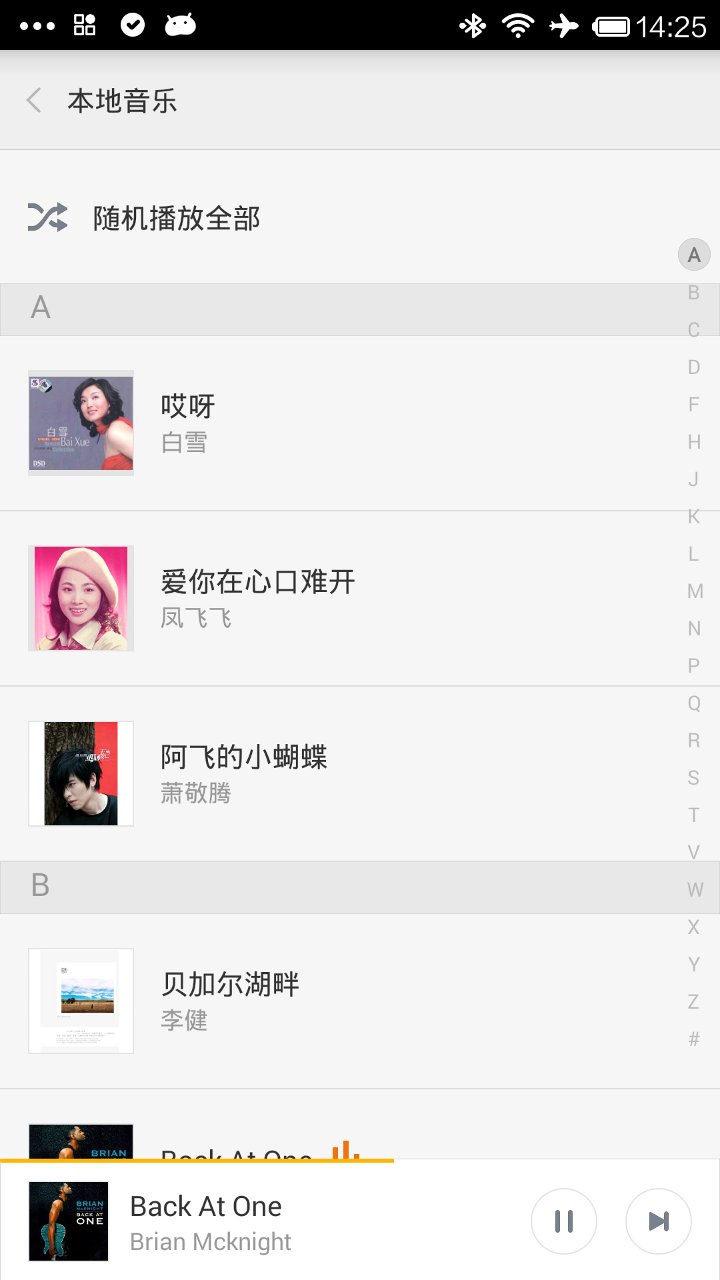 14:25
本地音乐
随机播放全部
A
A
B
C
D
F
H
J
K
L
M
N
P
Q
R
S
T
V
W
X
Y
Z
#
哎呀
白雪
白雪
Bai Xue
DSD
爱你在心口难开
凤飞飞
阿飞的小蝴蝶
萧敬腾
B
贝加尔湖畔
李健
BRIAN
Back At One
BRIAN
MCKNIGHT
BACK AT
ONE
Back At One
Brian Mcknight